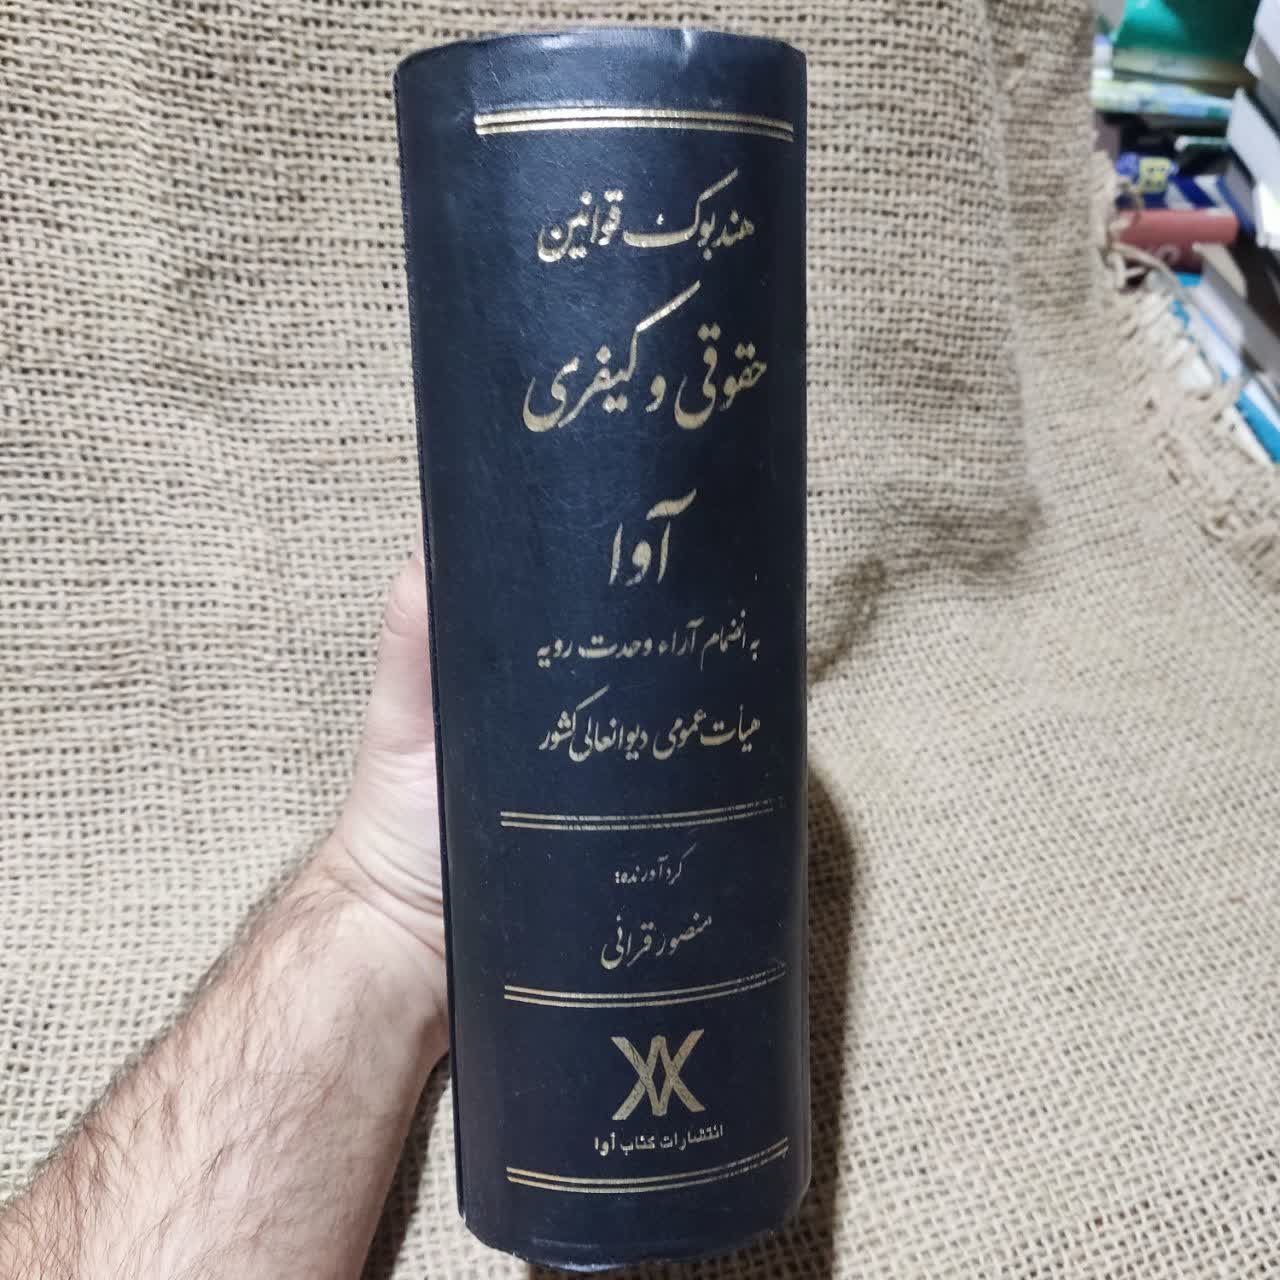 هندبوک قوانین
حقوقی و کیفری
آوا
به انضمام آراء وحدت رویه
هیأت عمومی دیوانعالی کشور
گردآورنده:
منصور قرائی
انتشارات کتاب آوا